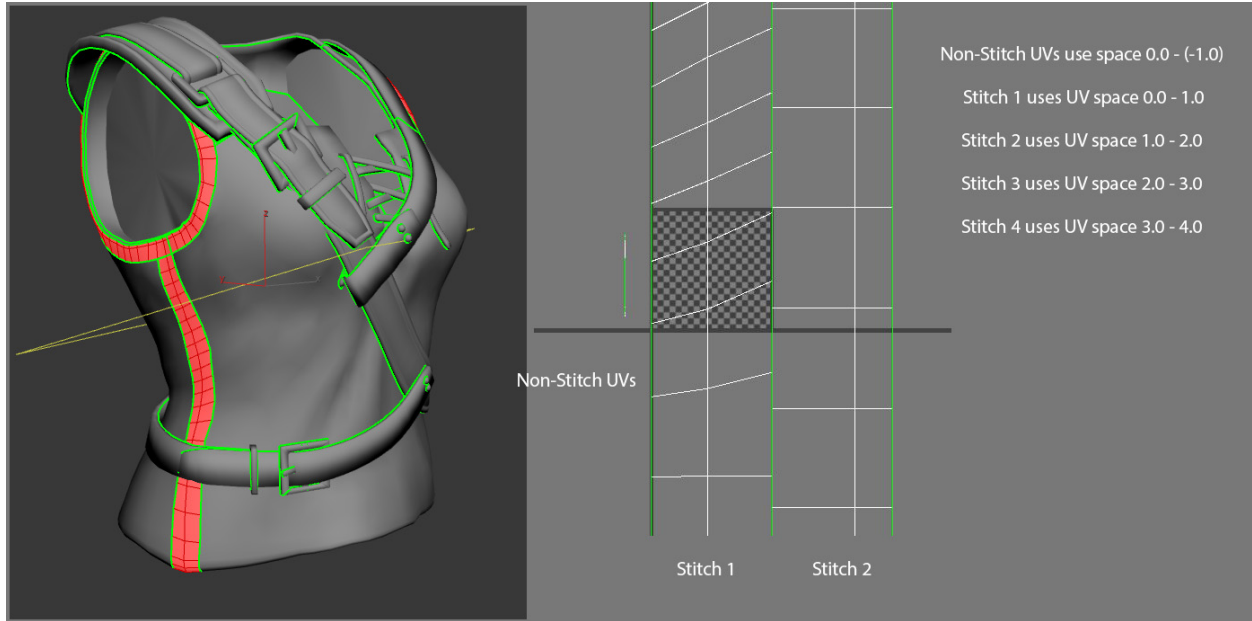 Non-Stitch UVs use space 0.0 - (-1.0)
Stitch 1 uses UV space 0.0 - 1.0
Stitch 2 uses UV space 1.0 - 2.0
Stitch 3 uses UV space 2.0 - 3.0
Stitch 4 uses UV space 3.0 - 4.0
z
Non-Stitch UVs
Stitch 1
Stitch 2